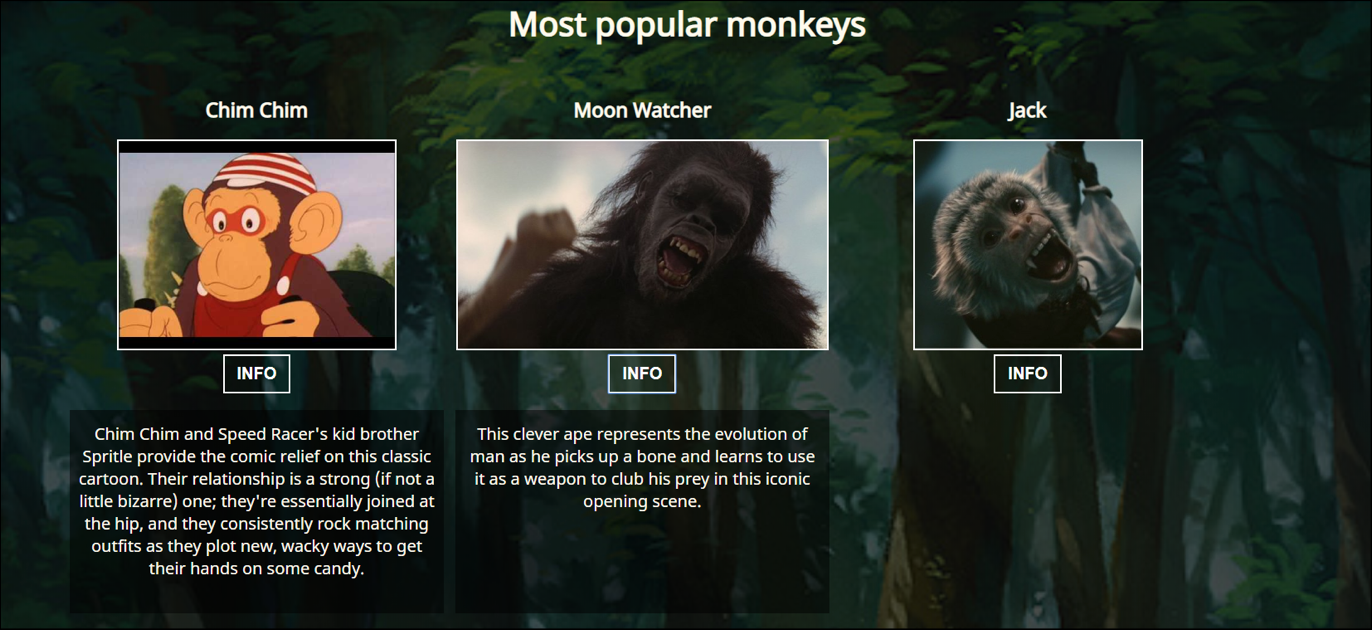 Most popular monkeys
Chim Chim
Moon Watcher
Jack
INFO
INFO
INFO
Chim Chim and Speed Racer's kid brother
Spritle provide the comic relief on this classic
cartoon. Their relationship is a strong (if not a
little bizarre) one; they're essentially joined at
the hip, and they consistently rock matching
outfits as they plot new, wacky ways to get
their hands on some candy.
This clever ape represents the evolution of
man as he picks up a bone and learns to use
it as a weapon to club his prey in this iconic
opening scene.